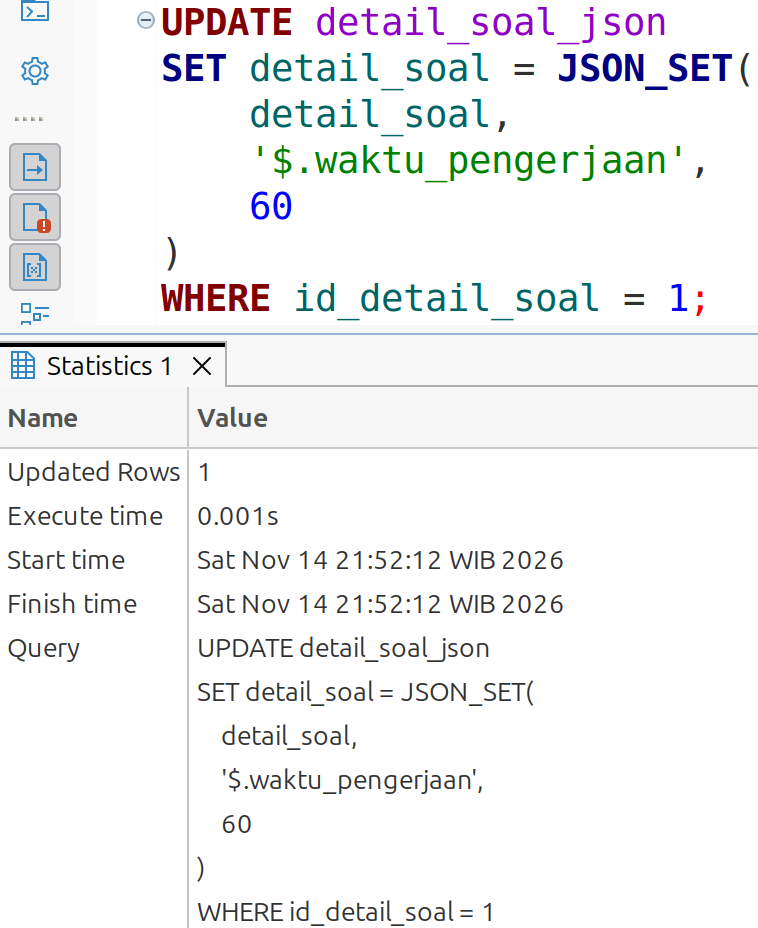 UPDATE detail_soal_json
SET detail_soal = JSON_SET(
    detail_soal,
    '$.waktu_pengerjaan',
    60
)
WHERE id_detail_soal = 1;
Statistics 1
Name Value
Updated Rows 1
Execute time 0.001s
Start time Sat Nov 14 21:52:12 WIB 2026
Finish time Sat Nov 14 21:52:12 WIB 2026
Query UPDATE detail_soal_json
SET detail_soal = JSON_SET(
    detail_soal,
    '$.waktu_pengerjaan',
    60
)
WHERE id_detail_soal = 1